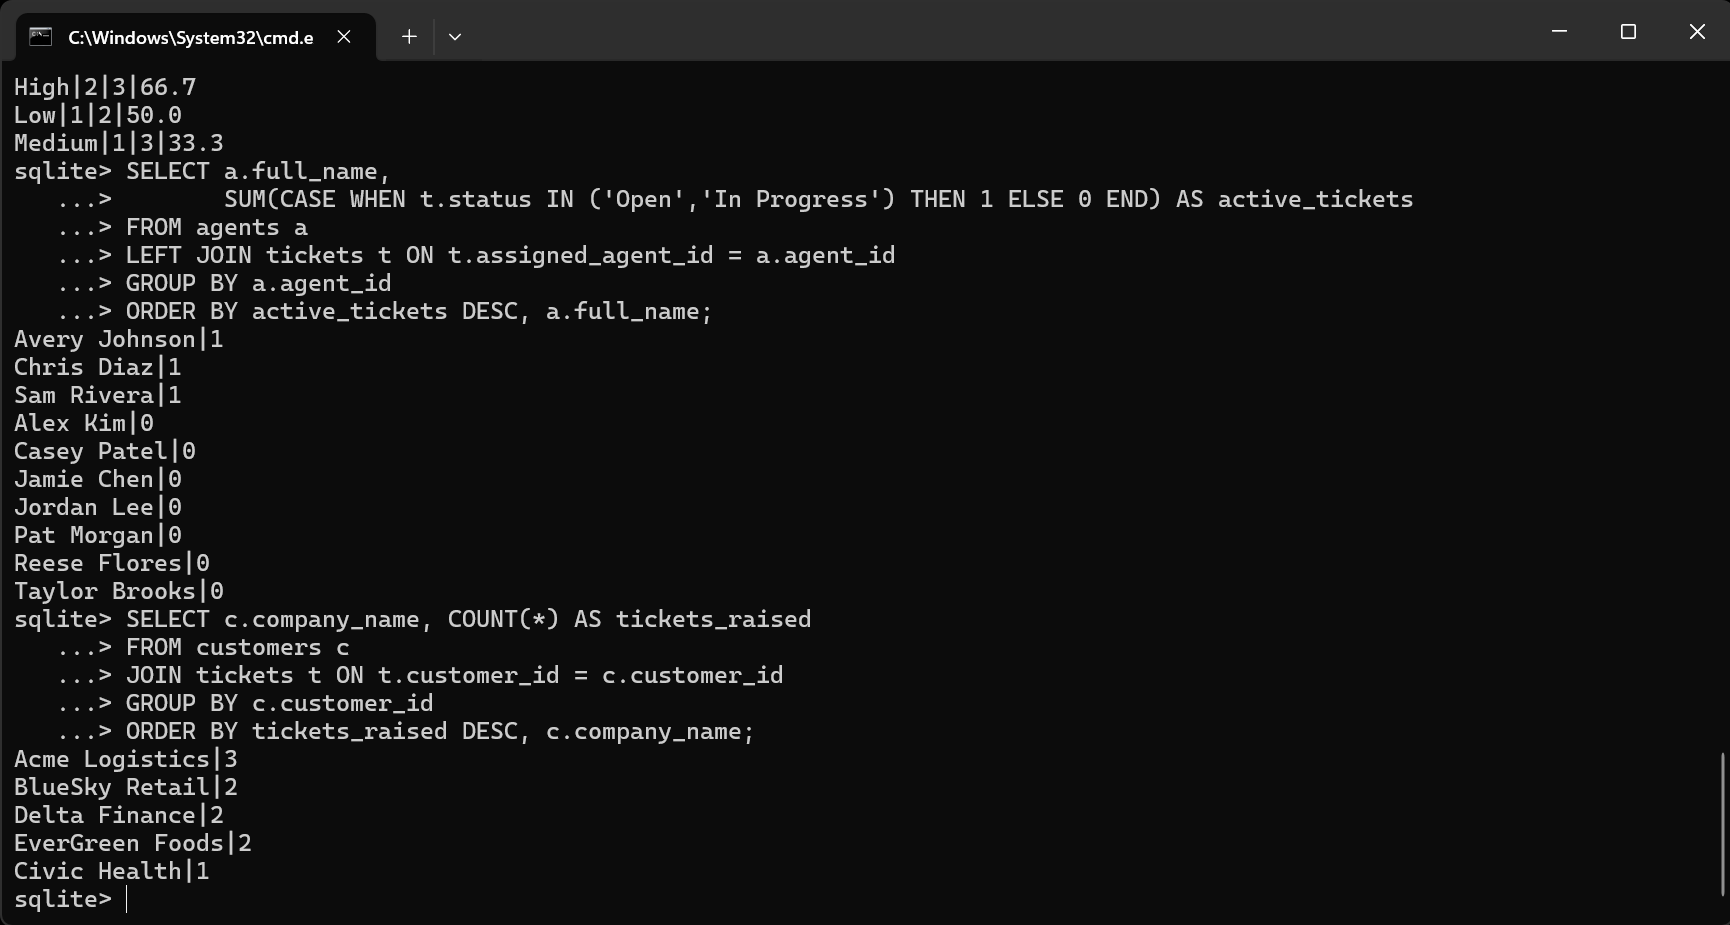 C:\Windows\System32\cmd.e
High|2|3|66.7
Low|1|2|50.0
Medium|1|3|33.3
sqlite> SELECT a.full_name,
   ...>        SUM(CASE WHEN t.status IN ('Open','In Progress') THEN 1 ELSE 0 END) AS active_tickets
   ...> FROM agents a
   ...> LEFT JOIN tickets t ON t.assigned_agent_id = a.agent_id
   ...> GROUP BY a.agent_id
   ...> ORDER BY active_tickets DESC, a.full_name;
Avery Johnson|1
Chris Diaz|1
Sam Rivera|1
Alex Kim|0
Casey Patel|0
Jamie Chen|0
Jordan Lee|0
Pat Morgan|0
Reese Flores|0
Taylor Brooks|0
sqlite> SELECT c.company_name, COUNT(*) AS tickets_raised
   ...> FROM customers c
   ...> JOIN tickets t ON t.customer_id = c.customer_id
   ...> GROUP BY c.customer_id
   ...> ORDER BY tickets_raised DESC, c.company_name;
Acme Logistics|3
BlueSky Retail|2
Delta Finance|2
EverGreen Foods|2
Civic Health|1
sqlite>